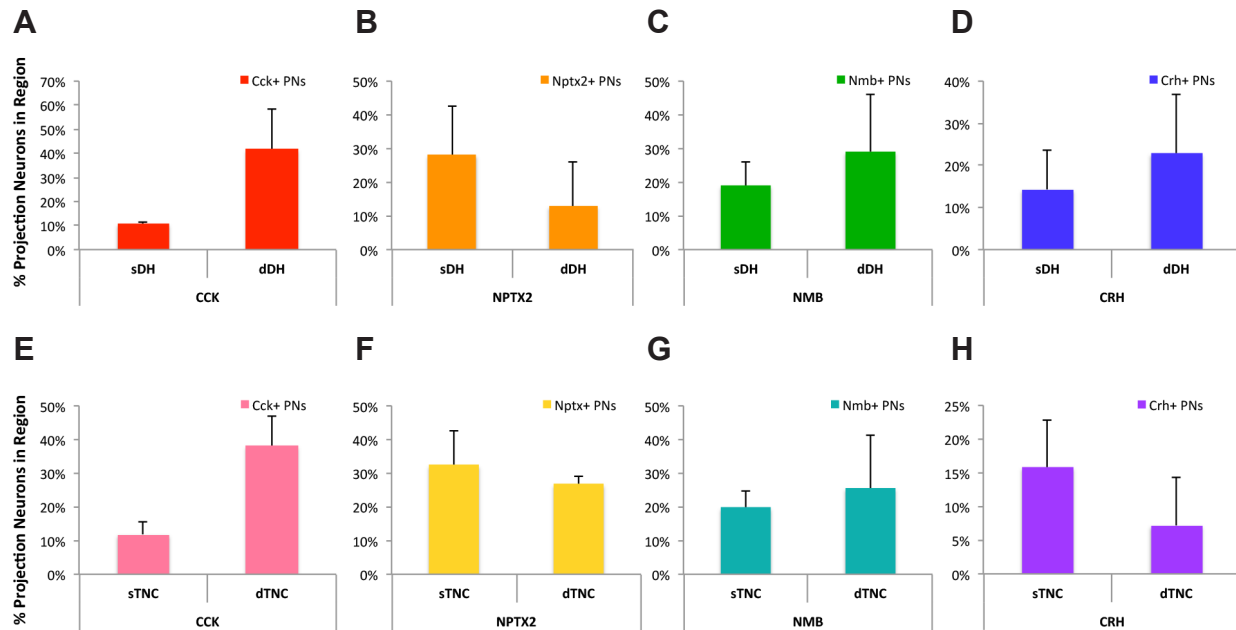 A
B
C
D
% Projection Neurons in Region
70%
60%
50%
40%
30%
20%
10%
0%
Cck+ PNs
sDH
dDH
CCK
50%
40%
30%
20%
10%
0%
Nptx2+ PNs
sDH
dDH
NPTX2
50%
40%
30%
20%
10%
0%
Nmb+ PNs
sDH
dDH
NMB
40%
30%
20%
10%
0%
Crh+ PNs
sDH
dDH
CRH
E
F
G
H
% Projection Neurons in Region
50%
40%
30%
20%
10%
0%
Cck+ PNs
sTNC
dTNC
CCK
50%
40%
30%
20%
10%
0%
Nptx+ PNs
sTNC
dTNC
NPTX2
50%
40%
30%
20%
10%
0%
Nmb+ PNs
sTNC
dTNC
NMB
25%
20%
15%
10%
5%
0%
Crh+ PNs
sTNC
dTNC
CRH